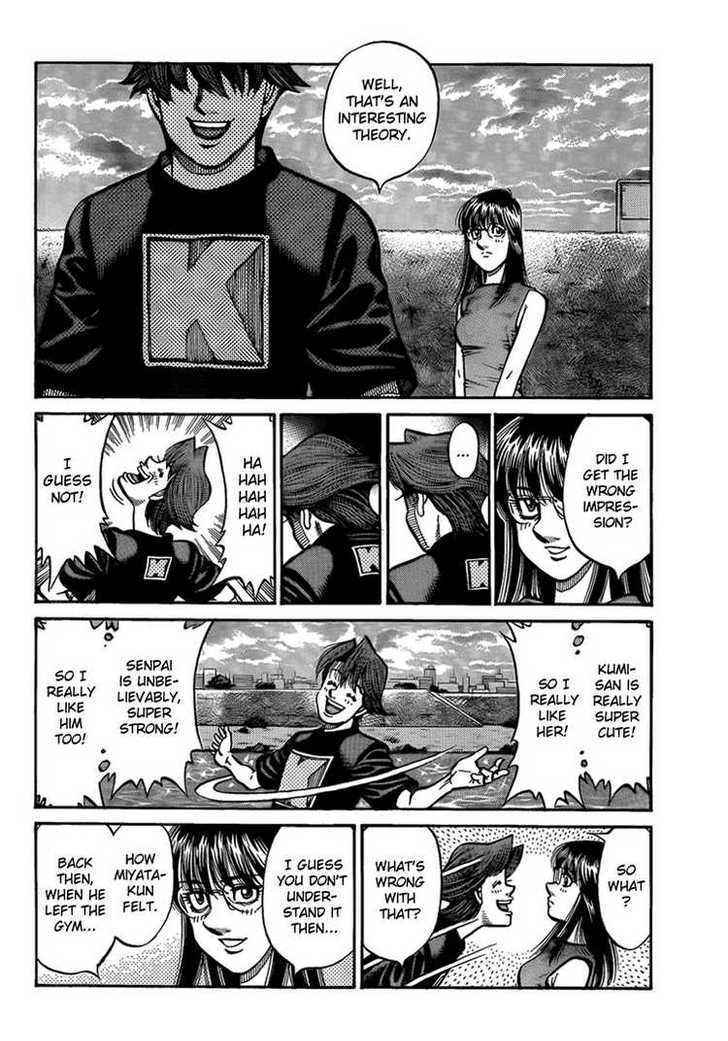 WELL,
THAT'S AN
INTERESTING
THEORY.
K
DID I
GET THE
WRONG
IMPRES-
SION?
...
K
K
HA
HAH
HAH
HAH
HA!
I
GUESS
NOT!
K
KUMI-
SAN IS
REALLY
SUPER
CUTE!
SO I
REALLY
LIKE
HER!
SENPAI
IS UNBE-
LIEVABLY,
SUPER
STRONG!
SO I
REALLY
LIKE
HIM
TOO!
K
SO
WHAT
?
WHAT'S
WRONG
WITH
THAT?
I GUESS
YOU DON'T
UNDER-
STAND IT
THEN...
HOW
MIYATA-
KUN
FELT.
BACK
THEN,
WHEN HE
LEFT THE
GYM...